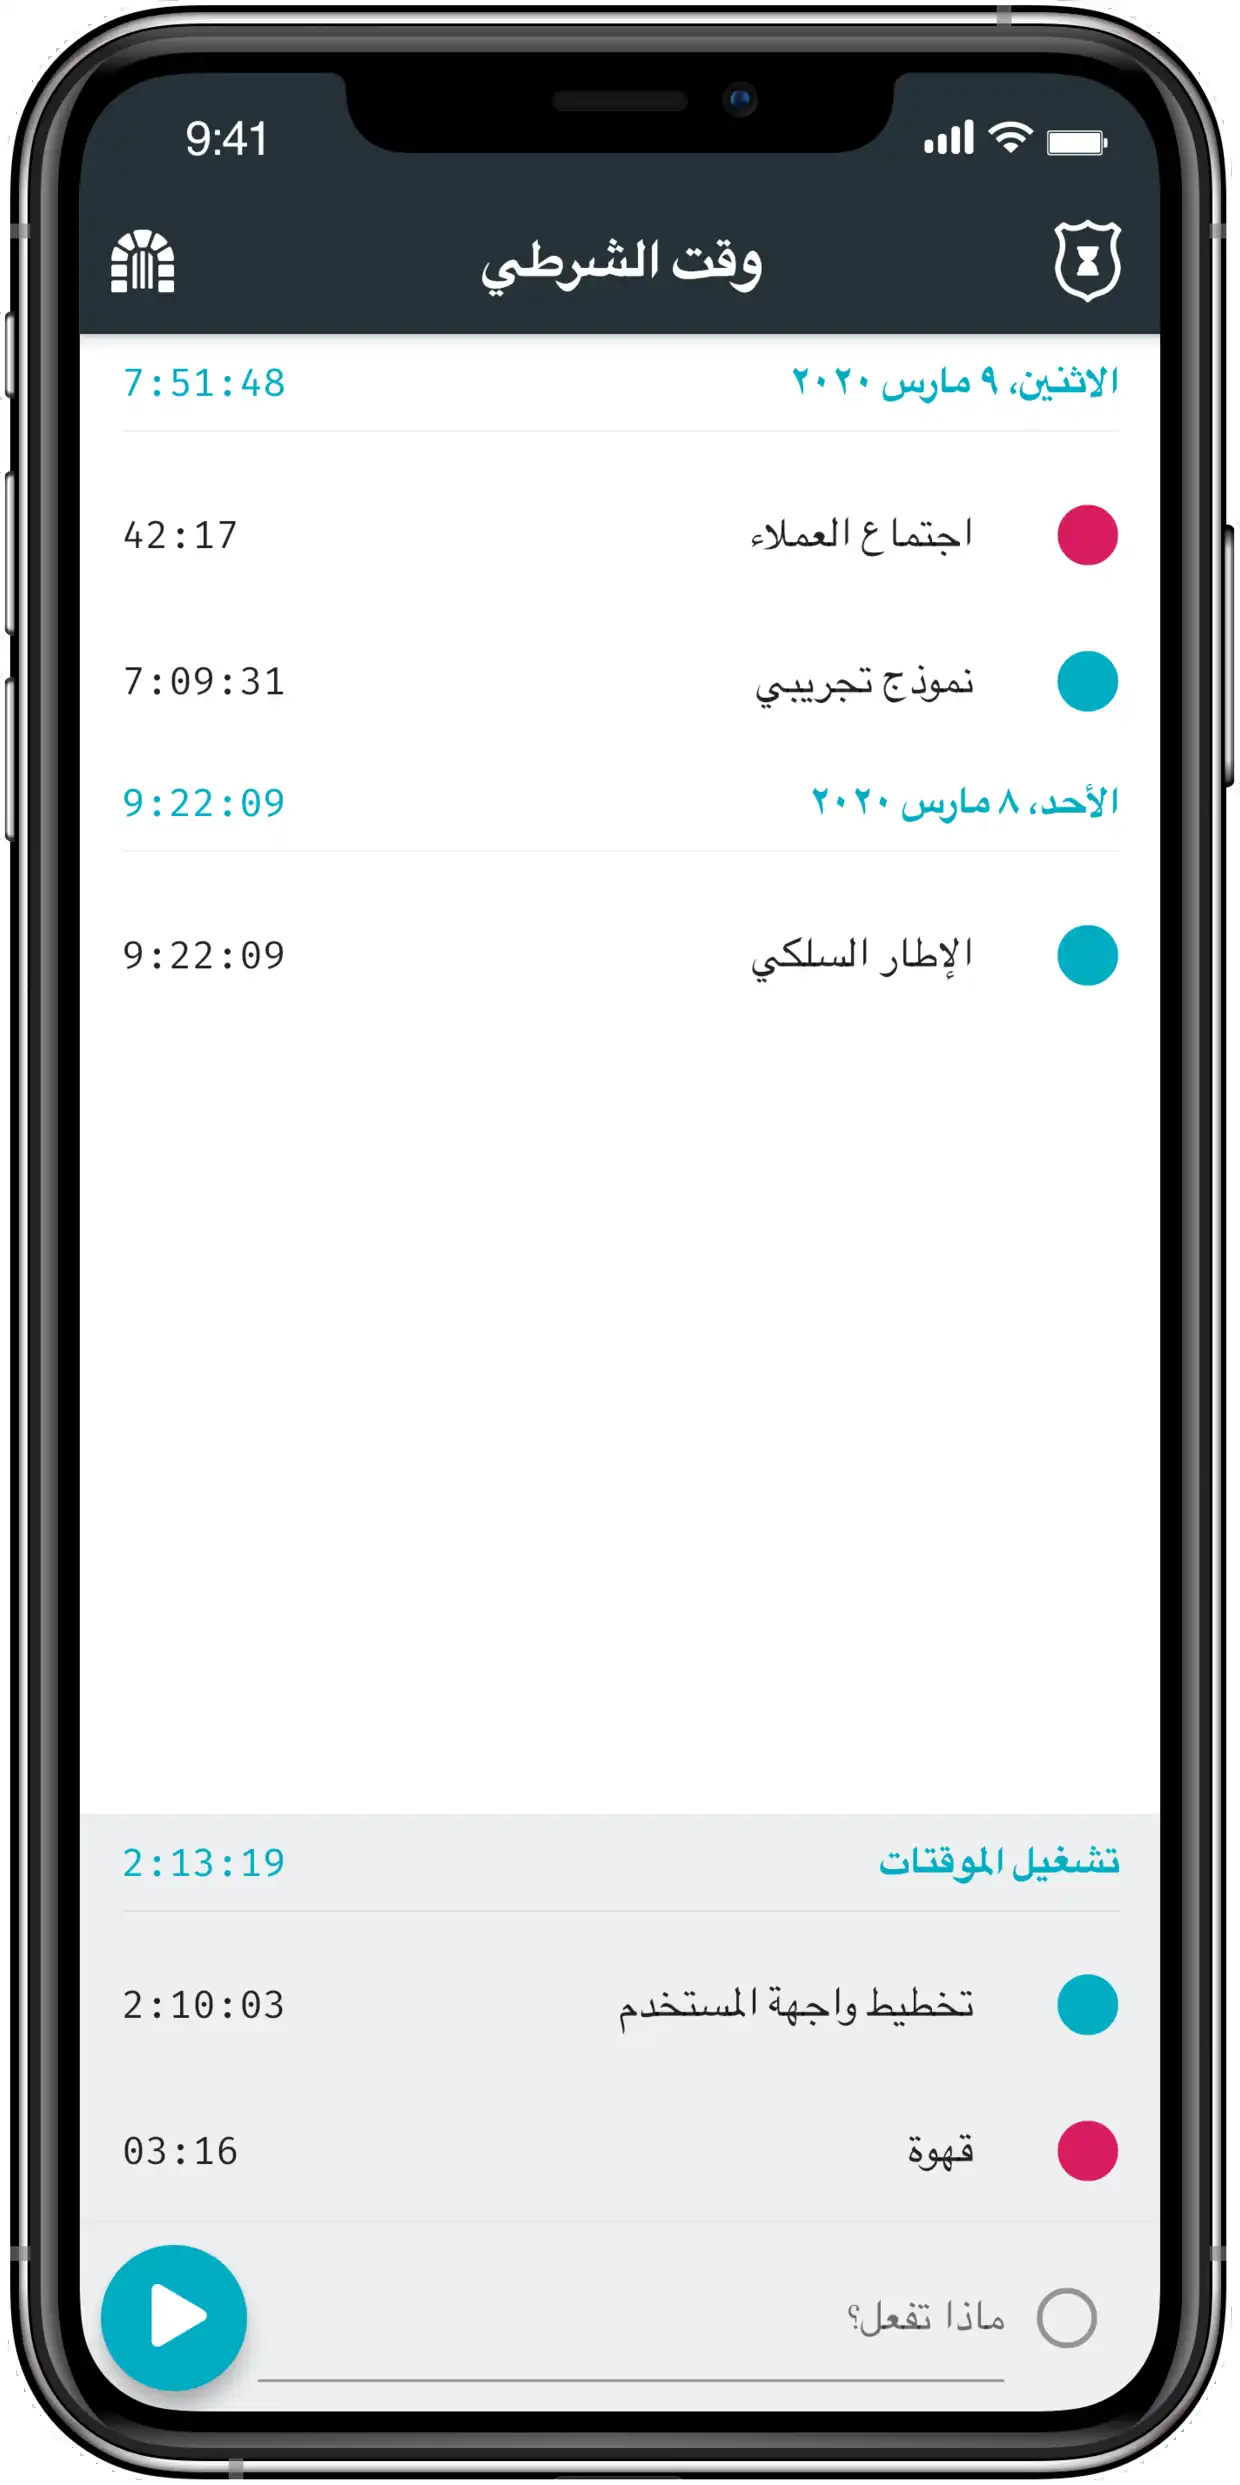 9:41
وقت الشرطي
الاثنين، ٩ مارس ٢٠٢٠ 7:51:48
اجتماع العملاء 42:17
نموذج تجريبي 7:09:31
الأحد، ٨ مارس ٢٠٢٠ 9:22:09
الإطار السلكي 9:22:09
تشغيل الموقتات 2:13:19
تخطيط واجهة المستخدم 2:10:03
قهوة 03:16
ماذا تفعل؟